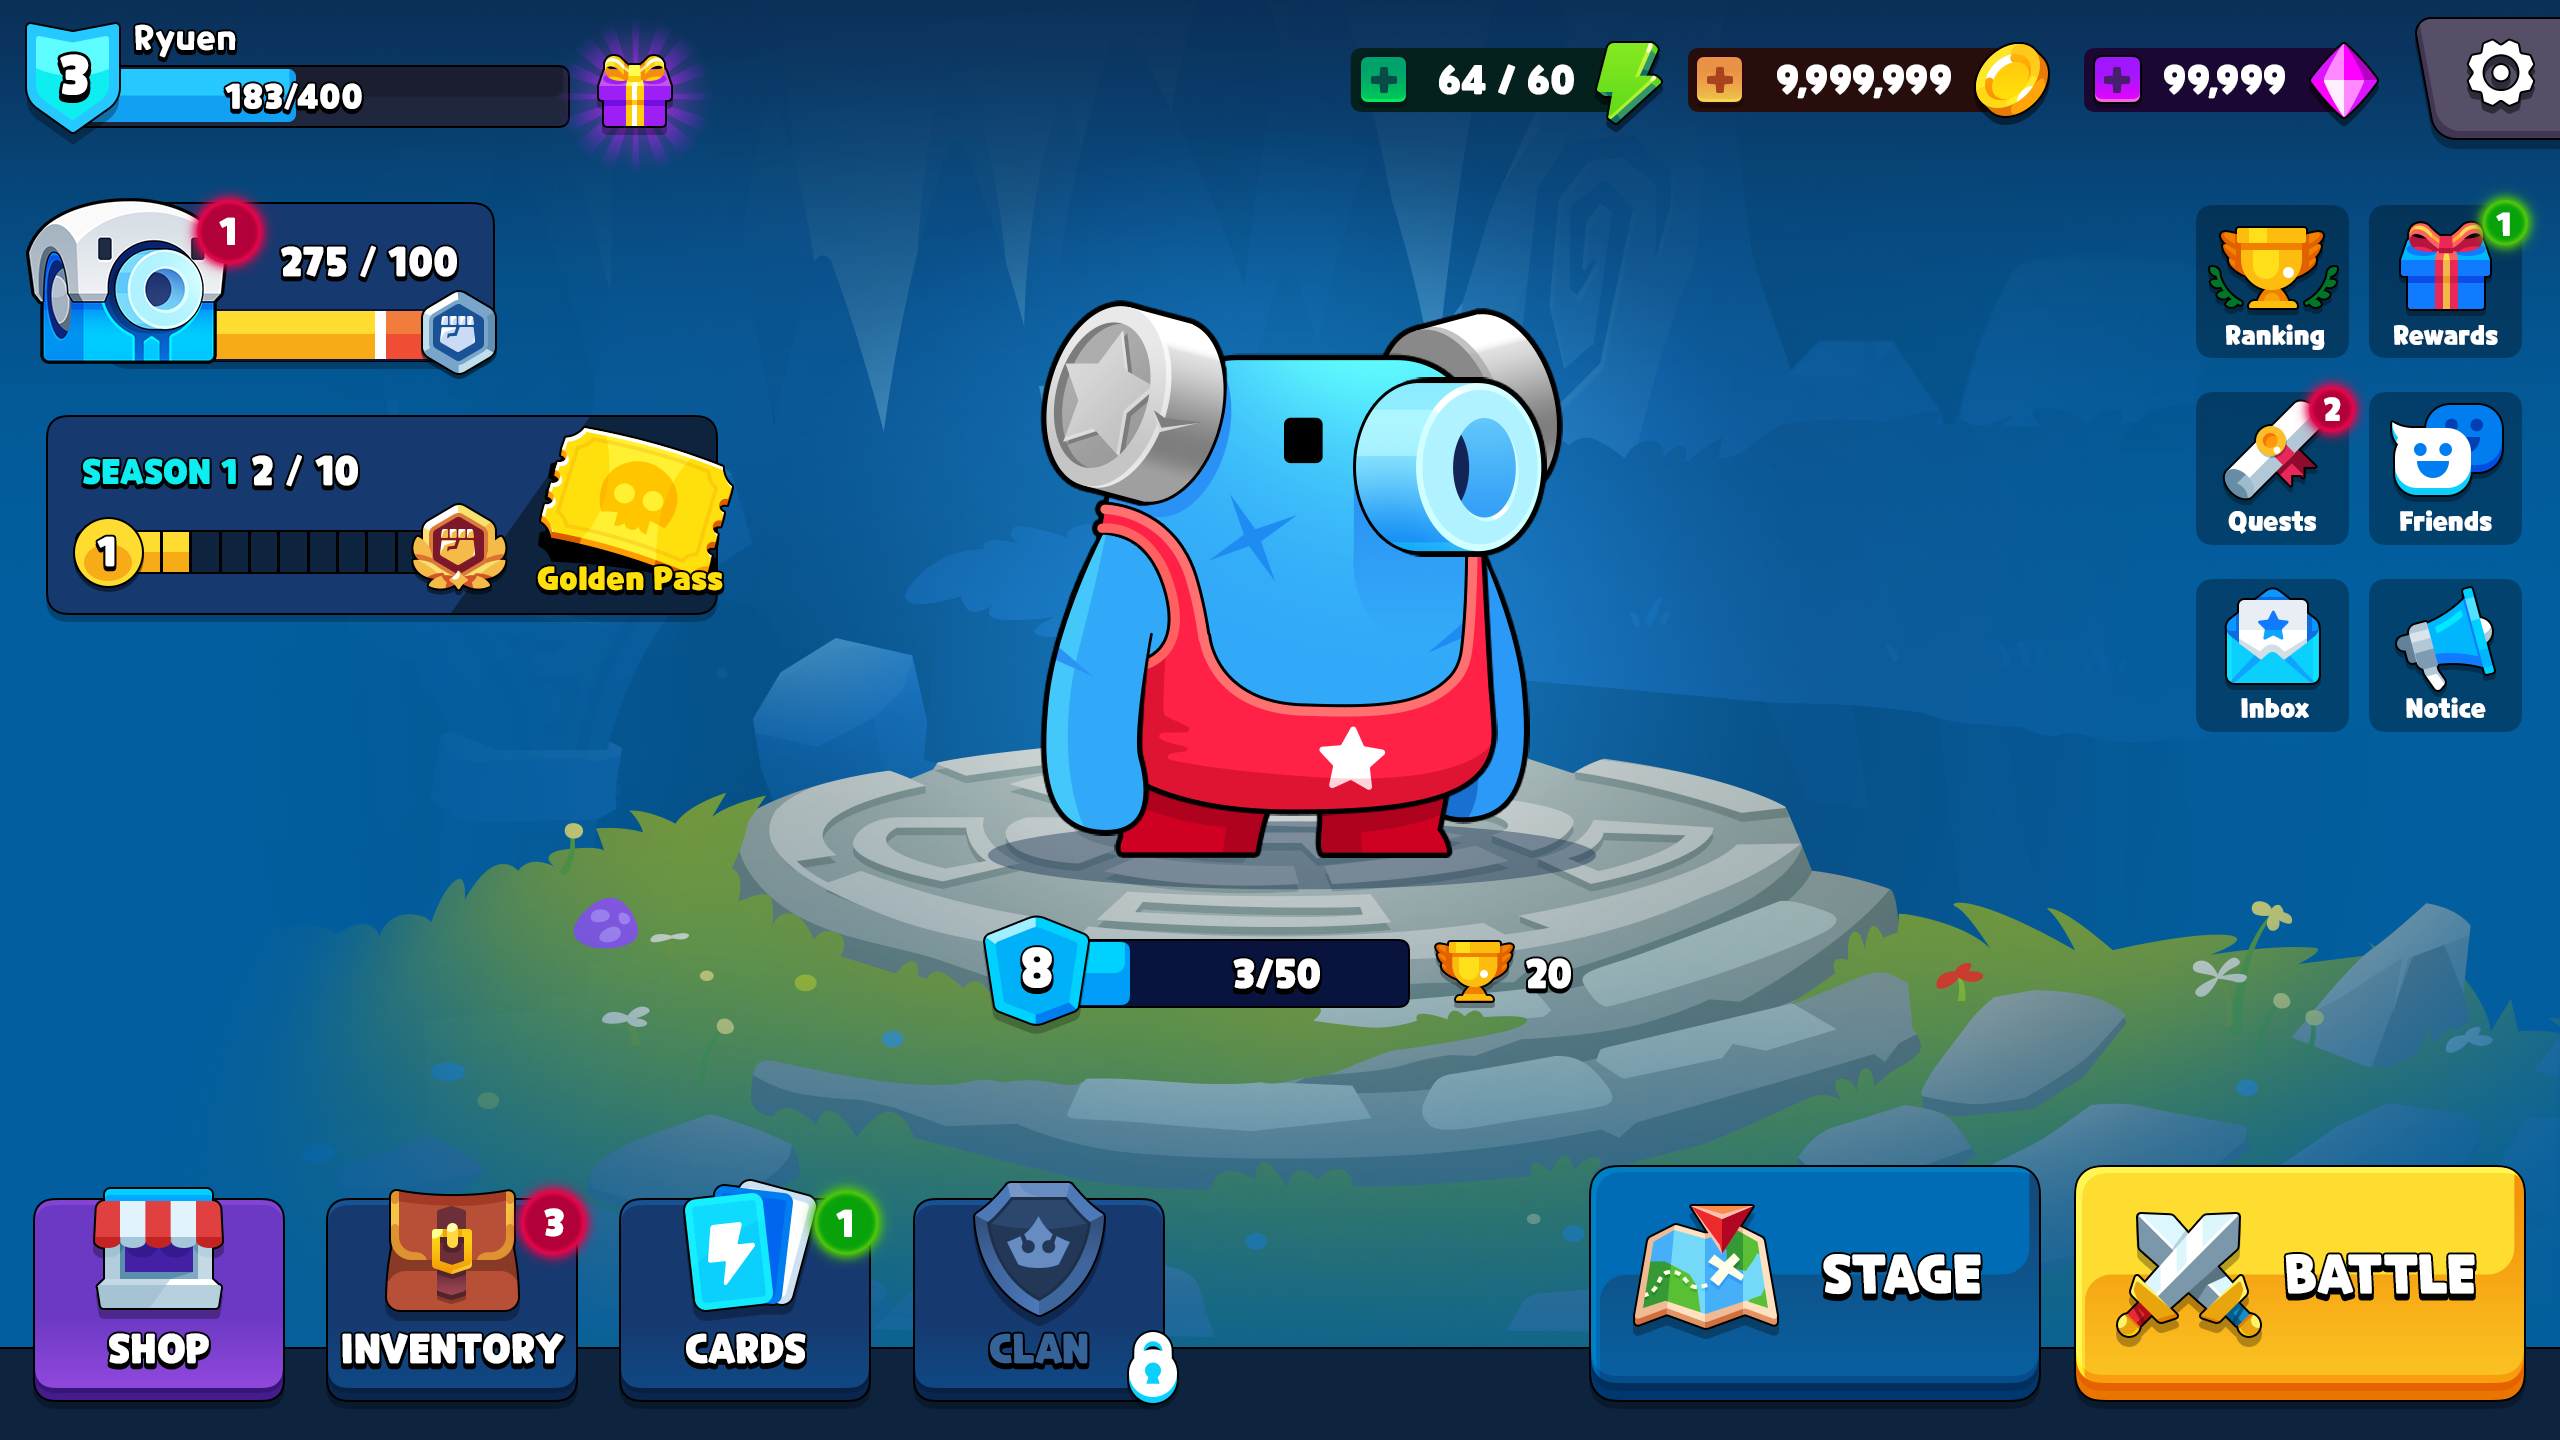 Ryuen
3
183/400
64 / 60
9,999,999
99,999
1
275 / 100
SEASON 1 2 / 10
1
Golden Pass
Ranking
1
Rewards
2
Quests
Friends
Inbox
Notice
8
3/50
20
SHOP
3
INVENTORY
1
CARDS
CLAN
STAGE
BATTLE